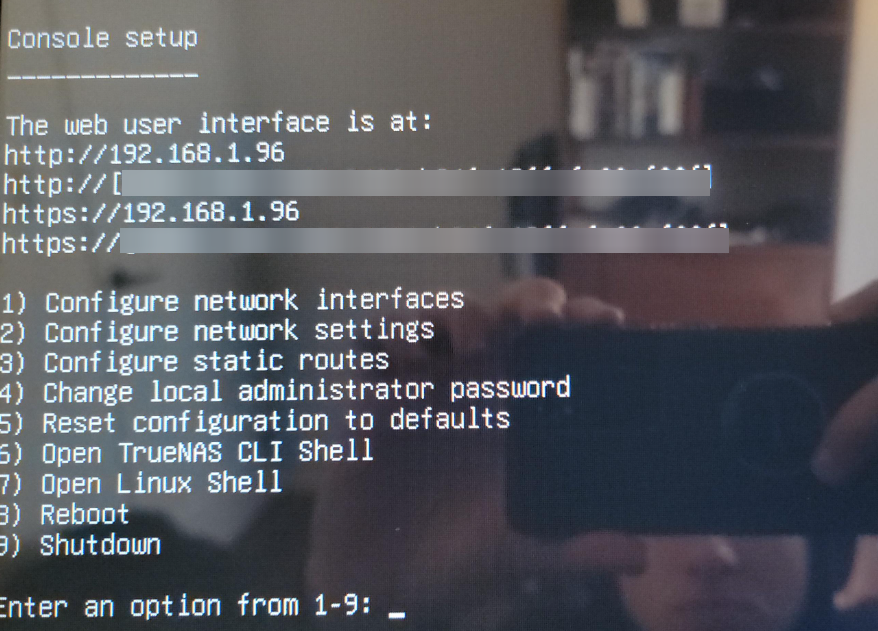 Console setup
-------------
The web user interface is at:
http://192.168.1.96
http://[
https://192.168.1.96
https://
1) Configure network interfaces
2) Configure network settings
3) Configure static routes
4) Change local administrator password
5) Reset configuration to defaults
6) Open TrueNAS CLI Shell
7) Open Linux Shell
8) Reboot
9) Shutdown
Enter an option from 1-9: _